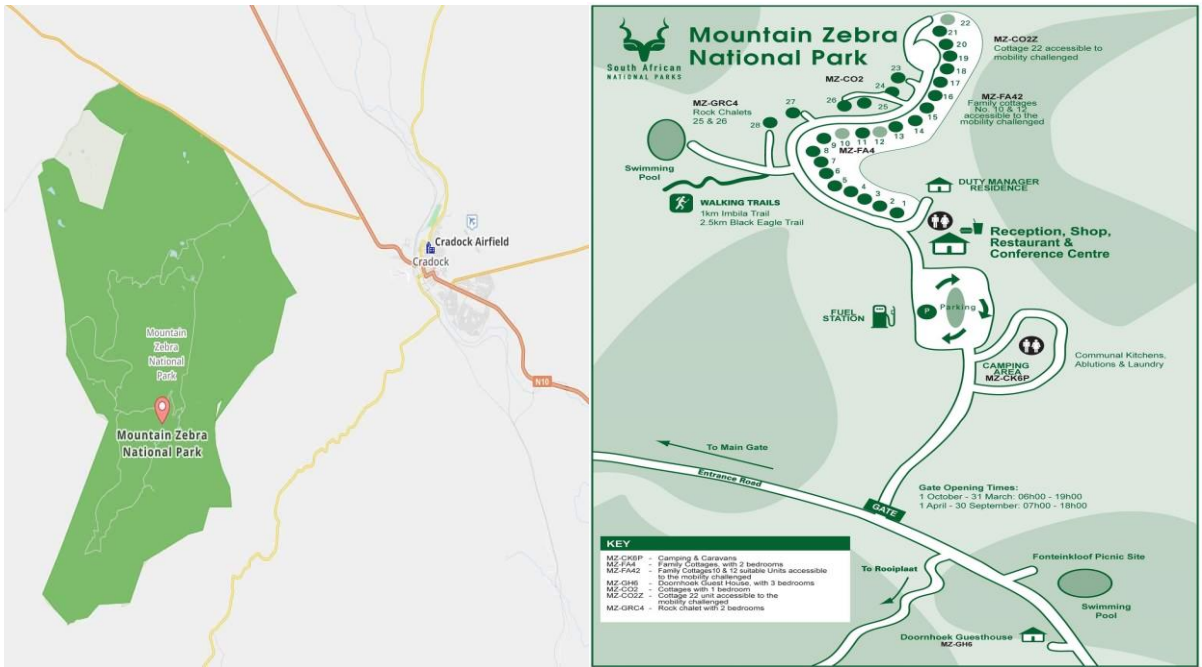 Cradock Airfield
Cradock
Mountain
Zebra
National
Park
Mountain Zebra
National Park
N10
South African
NATIONAL PARKS
Mountain Zebra
National Park
MZ-CO2Z
Cottage 22 accessible to
mobility challenged
22
21
20
19
18
17
16
15
14
13
12
11
10
9
8
7
6
5
4
3
2
1
MZ-CO2
23
24
25
26
27
28
MZ-GRC4
Rock Chalets
25 & 26
MZ-FA42
Family cottages
No. 10 & 12
accessible to the
mobility challenged
MZ-FA4
Swimming
Pool
WALKING TRAILS
1km Imbila Trail
2.5km Black Eagle Trail
DUTY MANAGER
RESIDENCE
Reception, Shop,
Restaurant &
Conference Centre
FUEL
STATION
P
Parking
CAMPING
AREA
MZ-CK6P
Communal Kitchens,
Ablutions & Laundry
To Main Gate
Entrance Road
GATE
Gate Opening Times:
1 October - 31 March: 06h00 - 19h00
1 April - 30 September: 07h00 - 18h00
KEY
MZ-CK6P - Camping & Caravans
MZ-FA4 - Family Cottages, with 2 bedrooms
MZ-FA42 - Family Cottages10 & 12 suitable Units accessible
to the mobility challenged
MZ-GH6 - Doornhoek Guest House, with 3 bedrooms
MZ-CO2 - Cottages with 1 bedroom
MZ-CO2Z - Cottage 22 unit accessible to the
mobility challenged
MZ-GRC4 - Rock chalet with 2 bedrooms
To Rooiplaat
Fonteinkloof Picnic Site
Swimming
Pool
Doornhoek Guesthouse
MZ-GH6